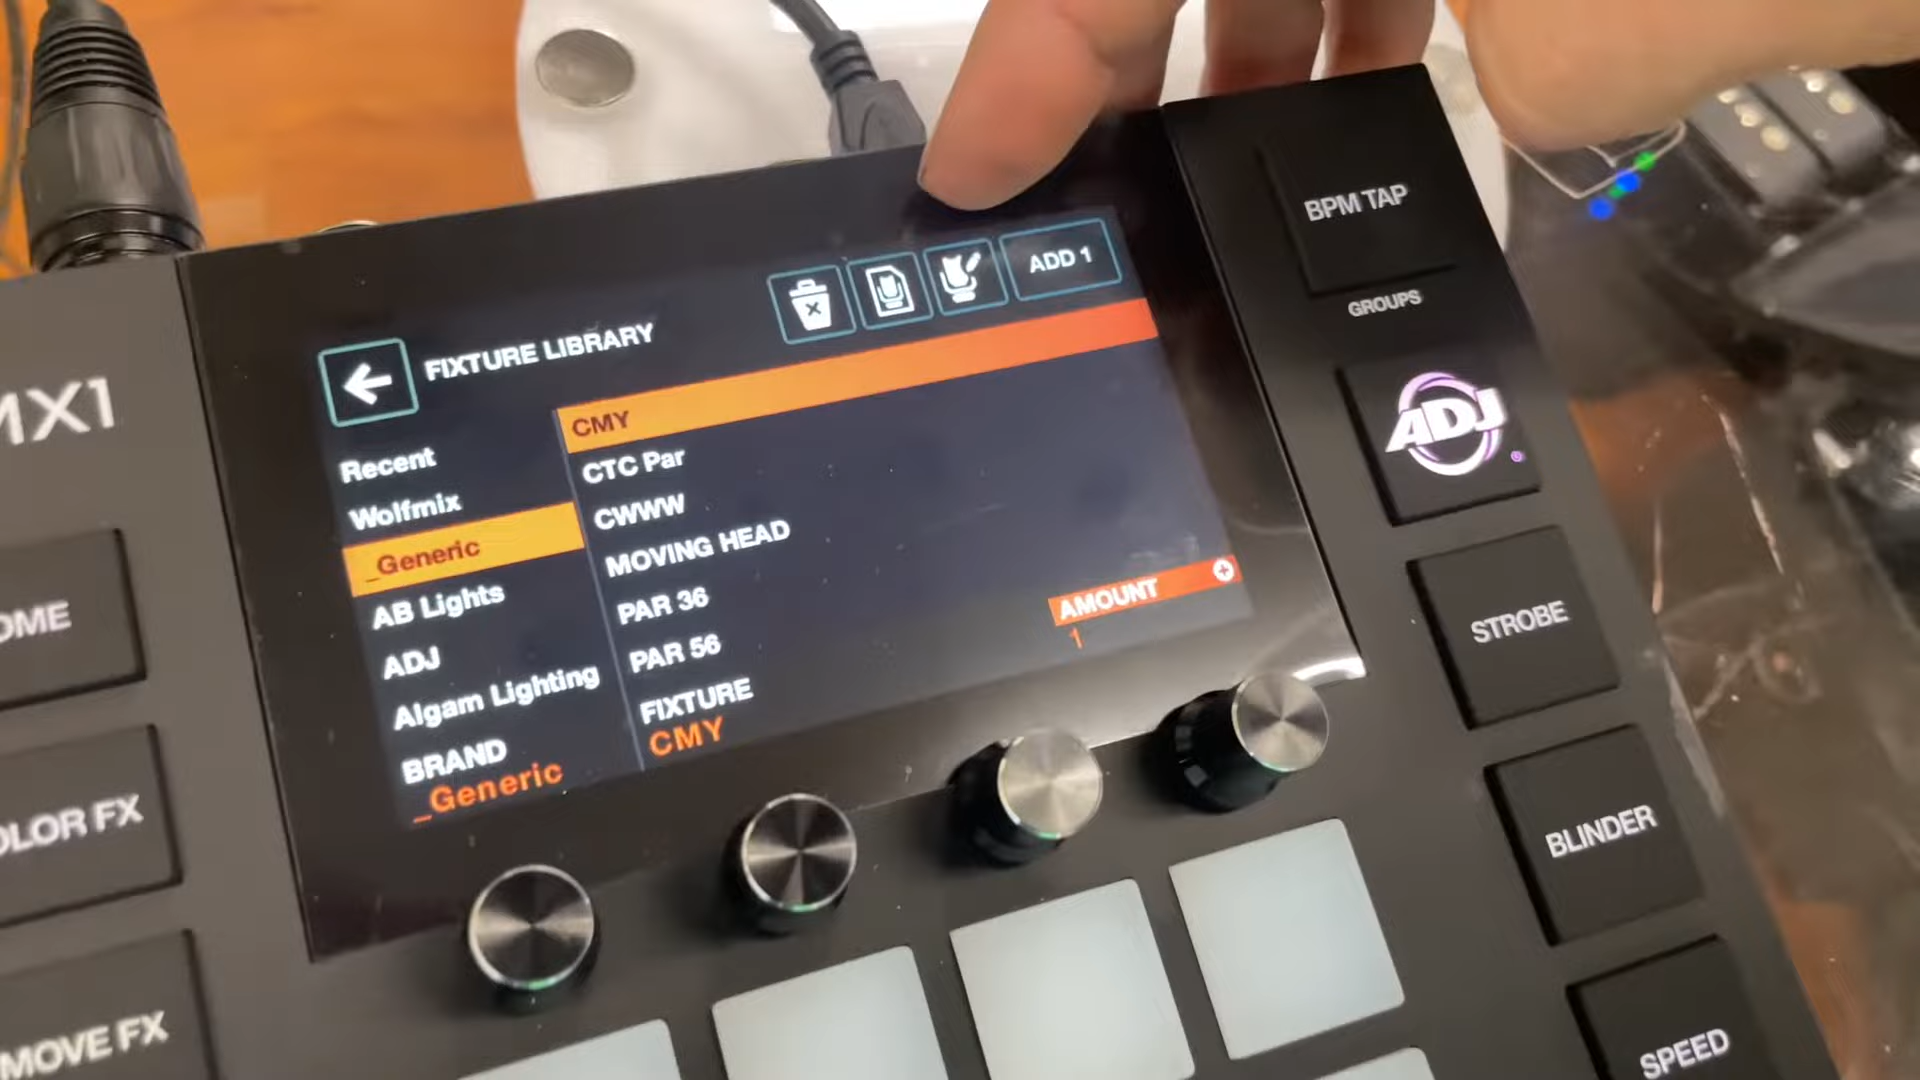 MX1
FIXTURE LIBRARY
ADD 1
Recent
Wolfmix
_Generic
AB Lights
ADJ
Algam Lighting
BRAND
_Generic
CMY
CTC Par
CWWW
MOVING HEAD
PAR 36
PAR 56
FIXTURE
CMY
AMOUNT
1
BPM TAP
GROUPS
ADJ
STROBE
BLINDER
SPEED
OME
OLOR FX
MOVE FX